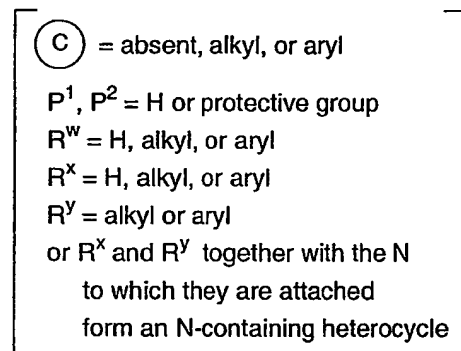 C = absent, alkyl, or aryl
P¹, P² = H or protective group
Rʷ = H, alkyl, or aryl
Rˣ = H, alkyl, or aryl
Rʸ = alkyl or aryl
or Rˣ and Rʸ together with the N
to which they are attached
form an N-containing heterocycle